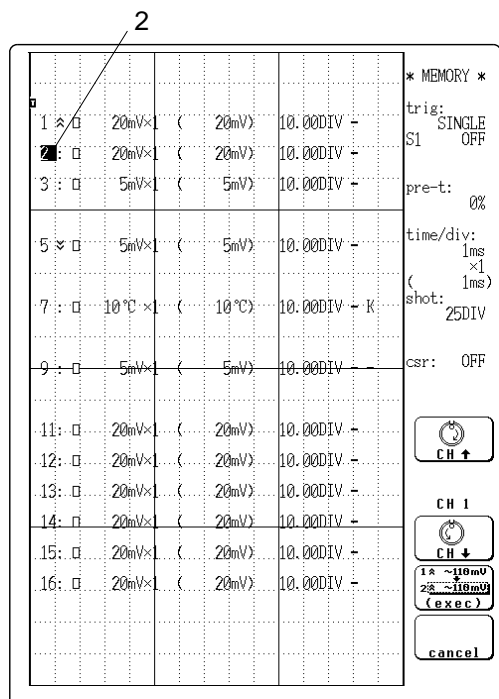 2
* MEMORY *
trig:
SINGLE
S1 OFF
pre-t:
0%
time/div:
1ms
×1
( 1ms)
shot:
25DIV
csr: OFF
1 ⩓ □ 20mV×1 ( 20mV) 10.00DIV -
2: □ 20mV×1 ( 20mV) 10.00DIV -
3 : □ 5mV×1 ( 5mV) 10.00DIV -
5 ⩔ □ 5mV×1 ( 5mV) 10.00DIV -
7 : □ 10℃ ×1 ( 10℃) 10.00DIV - K
9 : □ 5mV×1 ( 5mV) 10.00DIV - -
11: □ 20mV×1 ( 20mV) 10.00DIV -
12: □ 20mV×1 ( 20mV) 10.00DIV -
13: □ 20mV×1 ( 20mV) 10.00DIV -
14: □ 20mV×1 ( 20mV) 10.00DIV -
15: □ 20mV×1 ( 20mV) 10.00DIV -
16: □ 20mV×1 ( 20mV) 10.00DIV -
CH ↑
CH 1
CH ↓
1⩓ ~110mV
↓
2⩓ ~110mV
(exec)
cancel